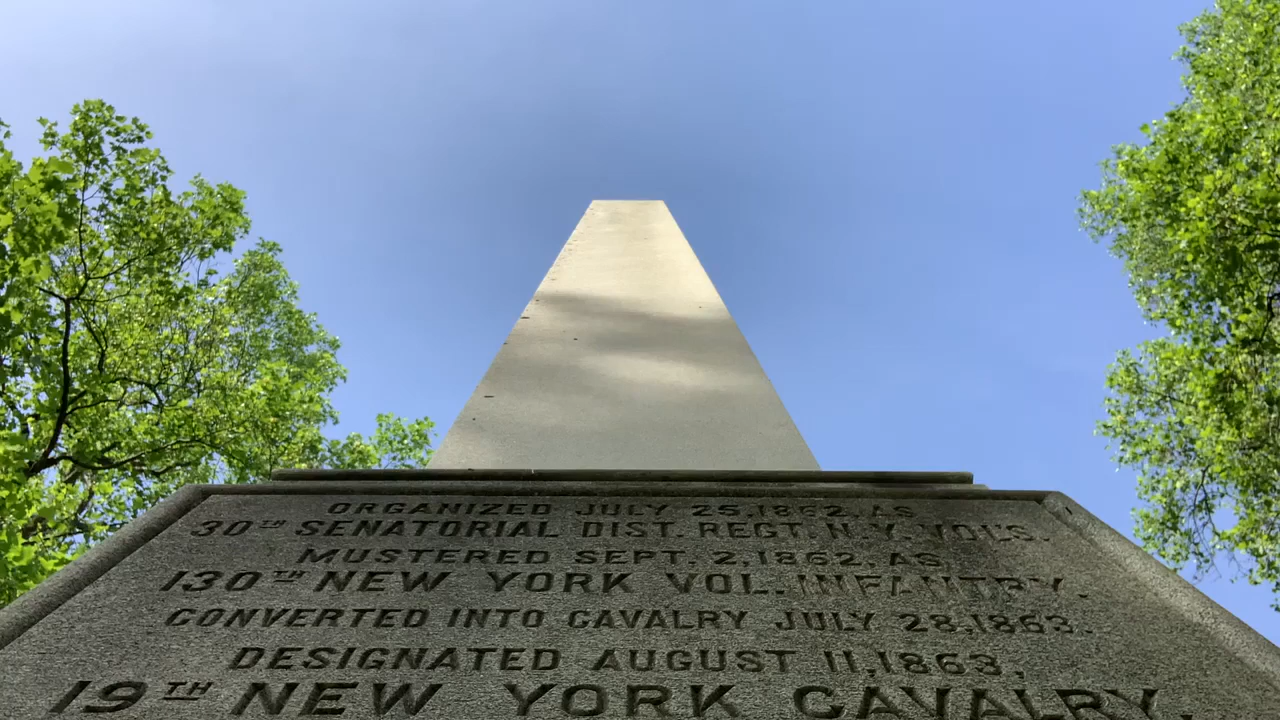 ORGANIZED JULY 25,1862, AS
30TH SENATORIAL DIST. REGT. N.Y. VOL'S.
MUSTERED SEPT. 2,1862, AS
130TH NEW YORK VOL. INFANTRY.
CONVERTED INTO CAVALRY JULY 28,1863.
DESIGNATED AUGUST 11,1863,
19TH NEW YORK CAVALRY.